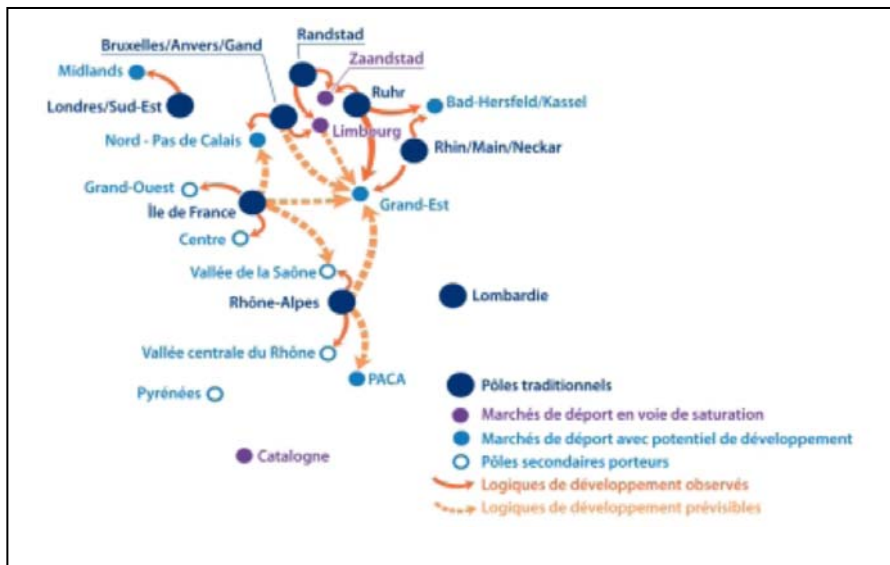 Randstad
Bruxelles/Anvers/Gand
Zaandstad
Midlands
Ruhr
Bad-Hersfeld/Kassel
Londres/Sud-Est
Limbourg
Nord - Pas de Calais
Rhin/Main/Neckar
Grand-Ouest
Grand-Est
Île de France
Centre
Vallée de la Saône
Rhône-Alpes
Lombardie
Vallée centrale du Rhône
PACA
Pyrénées
Catalogne
Pôles traditionnels
Marchés de départ en voie de saturation
Marchés de départ avec potentiel de développement
Pôles secondaires porteurs
Logiques de développement observés
Logiques de développement prévisibles